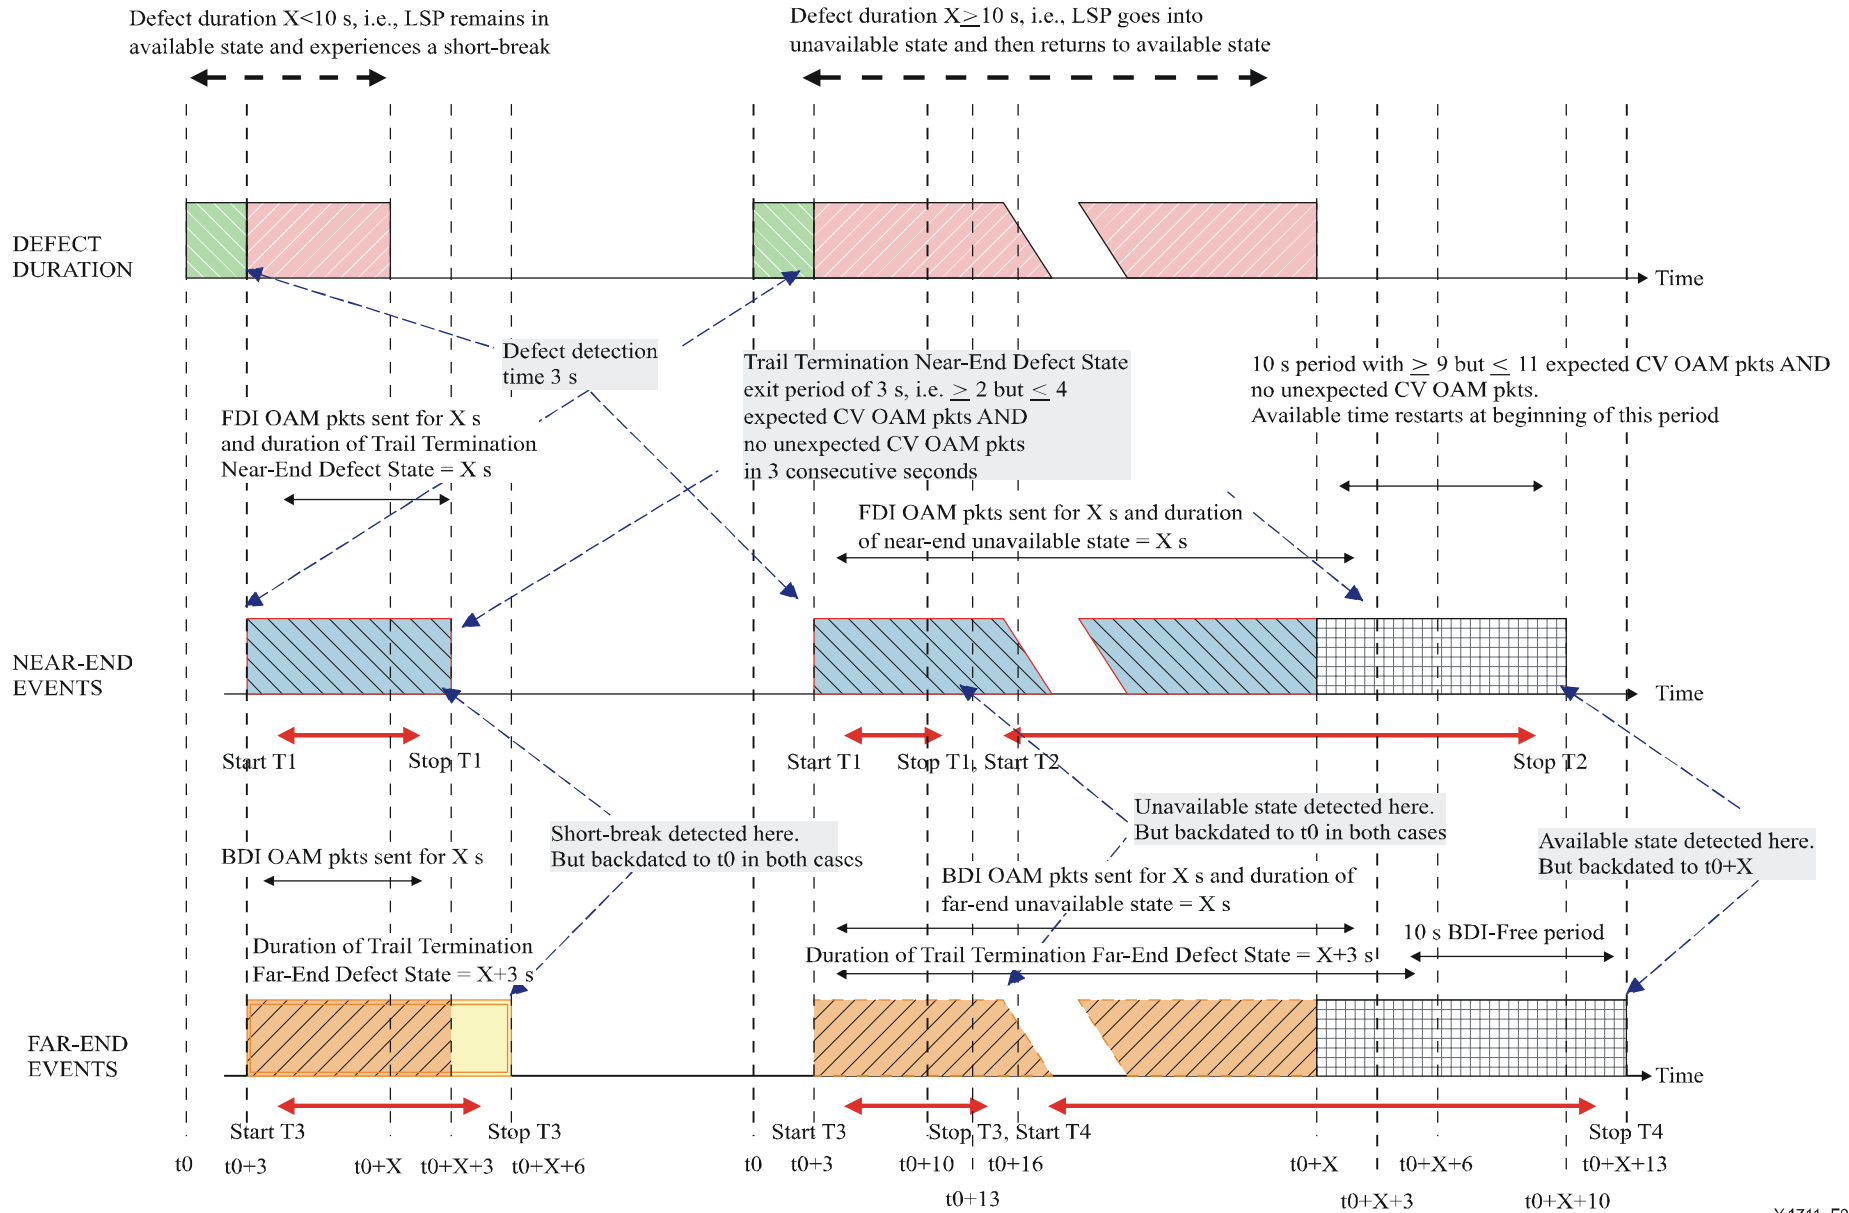 Defect duration X<10 s, i.e., LSP remains in
available state and experiences a short-break
Defect duration X≥10 s, i.e., LSP goes into
unavailable state and then returns to available state
DEFECT
DURATION
Time
Defect detection
time 3 s
Trail Termination Near-End Defect State
exit period of 3 s, i.e. ≥ 2 but ≤ 4
expected CV OAM pkts AND
no unexpected CV OAM pkts
in 3 consecutive seconds
10 s period with ≥ 9 but ≤ 11 expected CV OAM pkts AND
no unexpected CV OAM pkts.
Available time restarts at beginning of this period
FDI OAM pkts sent for X s
and duration of Trail Termination
Near-End Defect State = X s
FDI OAM pkts sent for X s and duration
of near-end unavailable state = X s
NEAR-END
EVENTS
Time
Start T1
Stop T1
Start T1
Stop T1, Start T2
Stop T2
Short-break detected here.
But backdated to t0 in both cases
Unavailable state detected here.
But backdated to t0 in both cases
Available state detected here.
But backdated to t0+X
BDI OAM pkts sent for X s
BDI OAM pkts sent for X s and duration of
far-end unavailable state = X s
Duration of Trail Termination
Far-End Defect State = X+3 s
Duration of Trail Termination Far-End Defect State = X+3 s
10 s BDI-Free period
FAR-END
EVENTS
Time
Start T3
Stop T3
Start T3
Stop T3, Start T4
Stop T4
t0
t0+3
t0+X
t0+X+3
t0+X+6
t0
t0+3
t0+10
t0+16
t0+X
t0+X+6
t0+X+13
t0+13
t0+X+3
t0+X+10